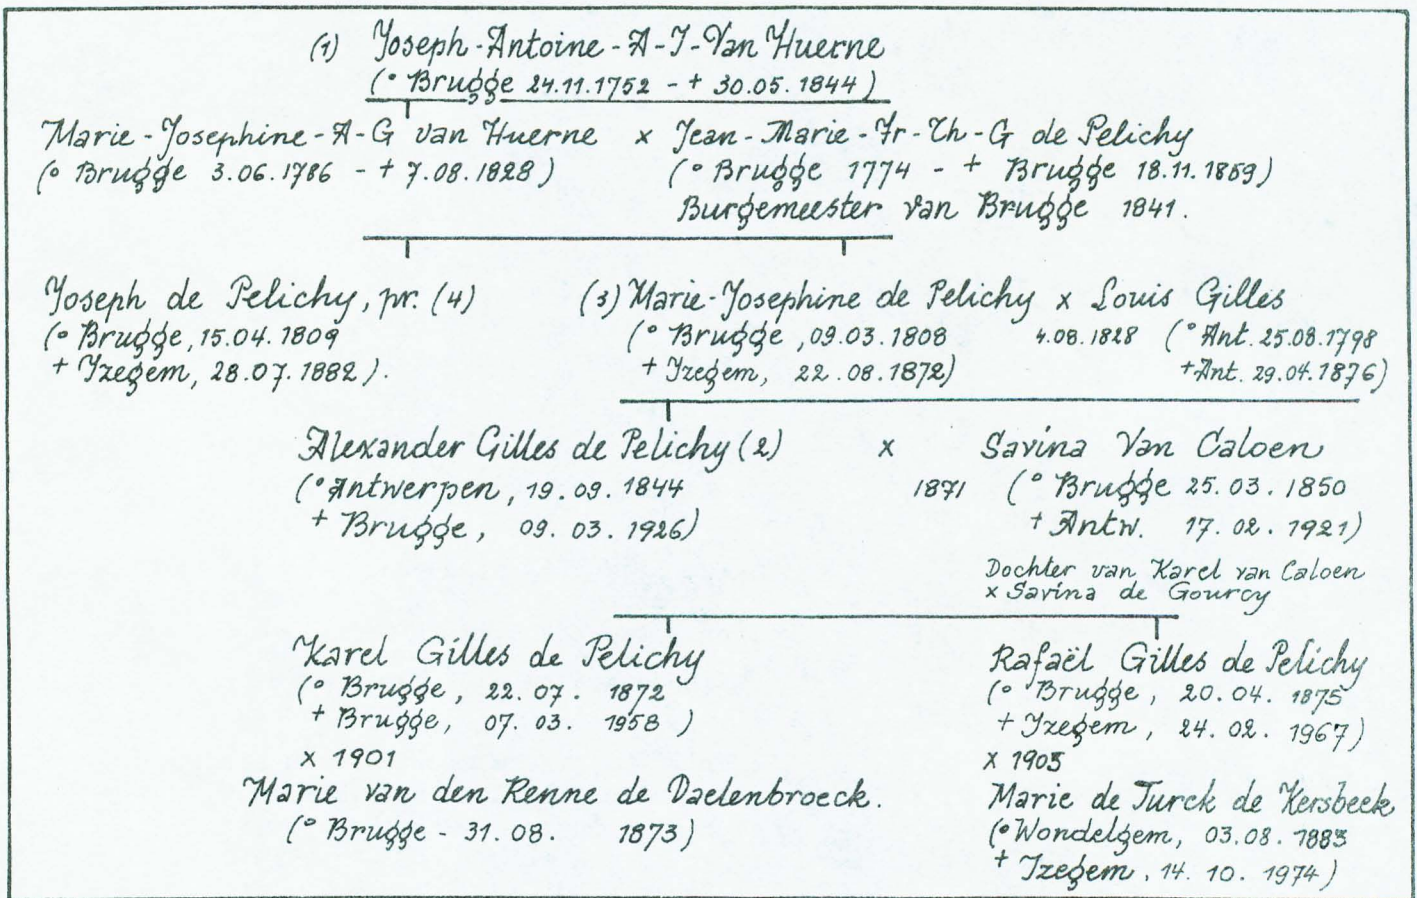 (1) Joseph-Antoine-A-J-Van Huerne
(° Brugge 24.11.1752 - + 30.05.1844)
Marie-Josephine-A-G van Huerne x Jean-Marie-Fr-Th-G de Pelichy
(° Brugge 3.06.1786 - + 7.08.1828) (° Brugge 1774 - + Brugge 18.11.1859)
Burgemeester van Brugge 1841.
Joseph de Pelichy, pr. (4) (3) Marie-Josephine de Pelichy x Louis Gilles
(° Brugge, 15.04.1809 (° Brugge, 09.03.1808 4.08.1828 (° Ant. 25.08.1798
+ Izegem, 28.07.1882). + Izegem, 22.08.1872) + Ant. 29.04.1876)
Alexander Gilles de Pelichy (2) x Savina Van Caloen
(° Antwerpen, 19.09.1844 1871 (° Brugge 25.03.1850
+ Brugge, 09.03.1926) + Antw. 17.02.1921)
Dochter van Karel van Caloen
x Savina de Gourcy
Karel Gilles de Pelichy Rafaël Gilles de Pelichy
(° Brugge, 22.07. 1872 (° Brugge, 20.04. 1875
+ Brugge, 07.03. 1958 ) + Izegem, 24.02. 1967)
x 1901 x 1903
Marie van den Renne de Daelenbroeck. Marie de Turck de Kersbeek
(° Brugge - 31.08. 1873) (° Wondelgem, 03.08. 1883
+ Izegem, 14. 10. 1974)